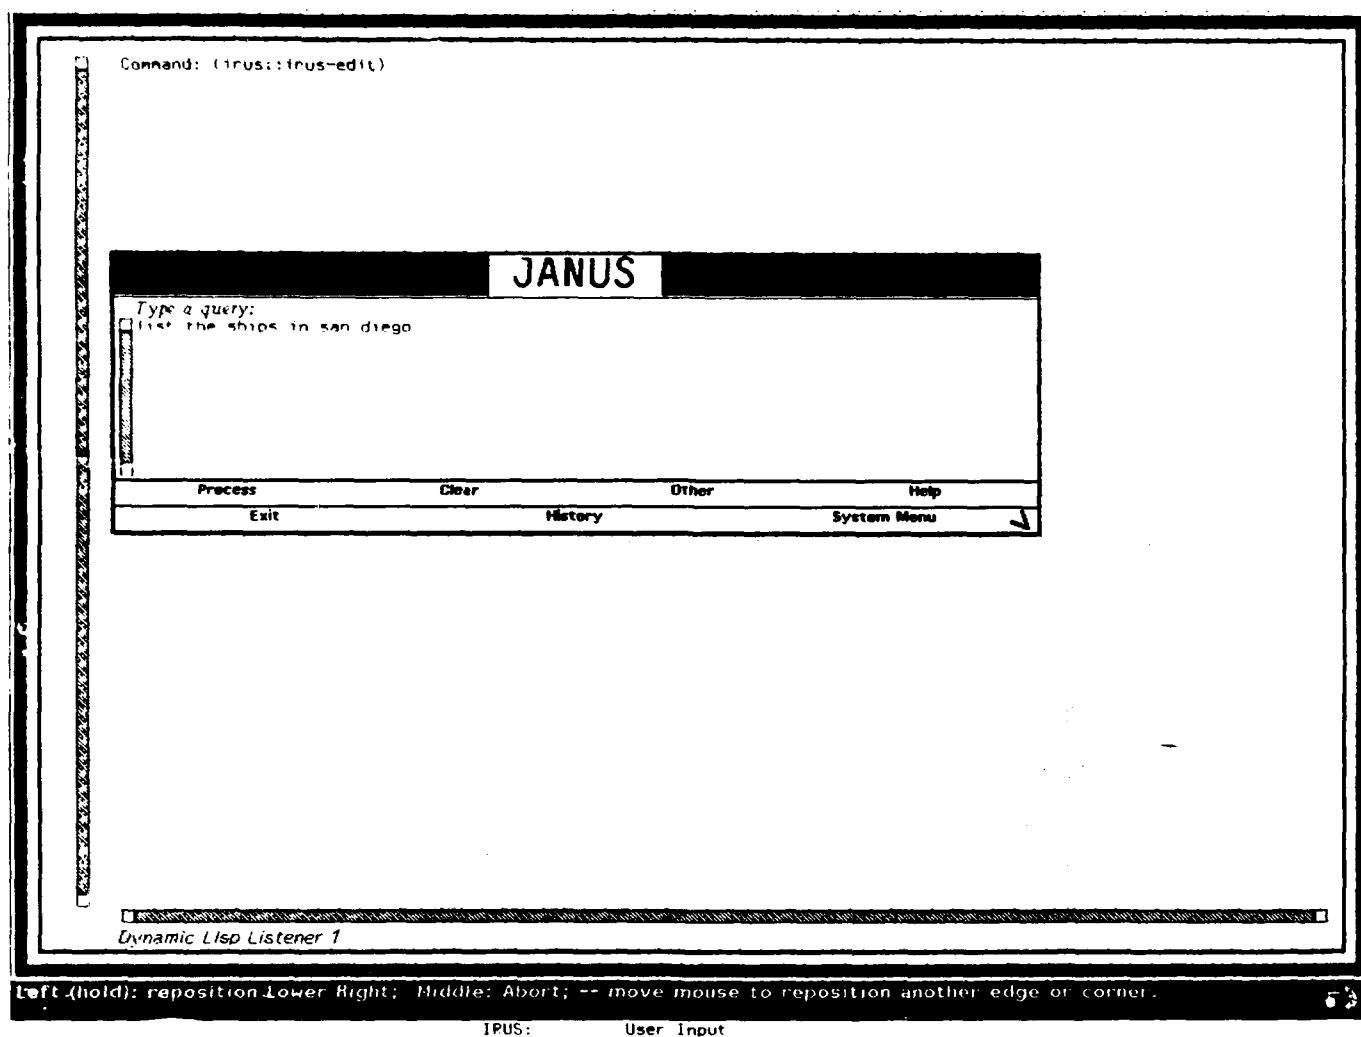 Command: (irus::irus-edit)
JANUS
Type a query:
list the ships in san diego
Process Clear Other Help
Exit History System Menu
Dynamic Lisp Listener 1
Left (hold): reposition Lower Right; Middle: Abort; -- move mouse to reposition another edge or corner.
IRUS: User Input